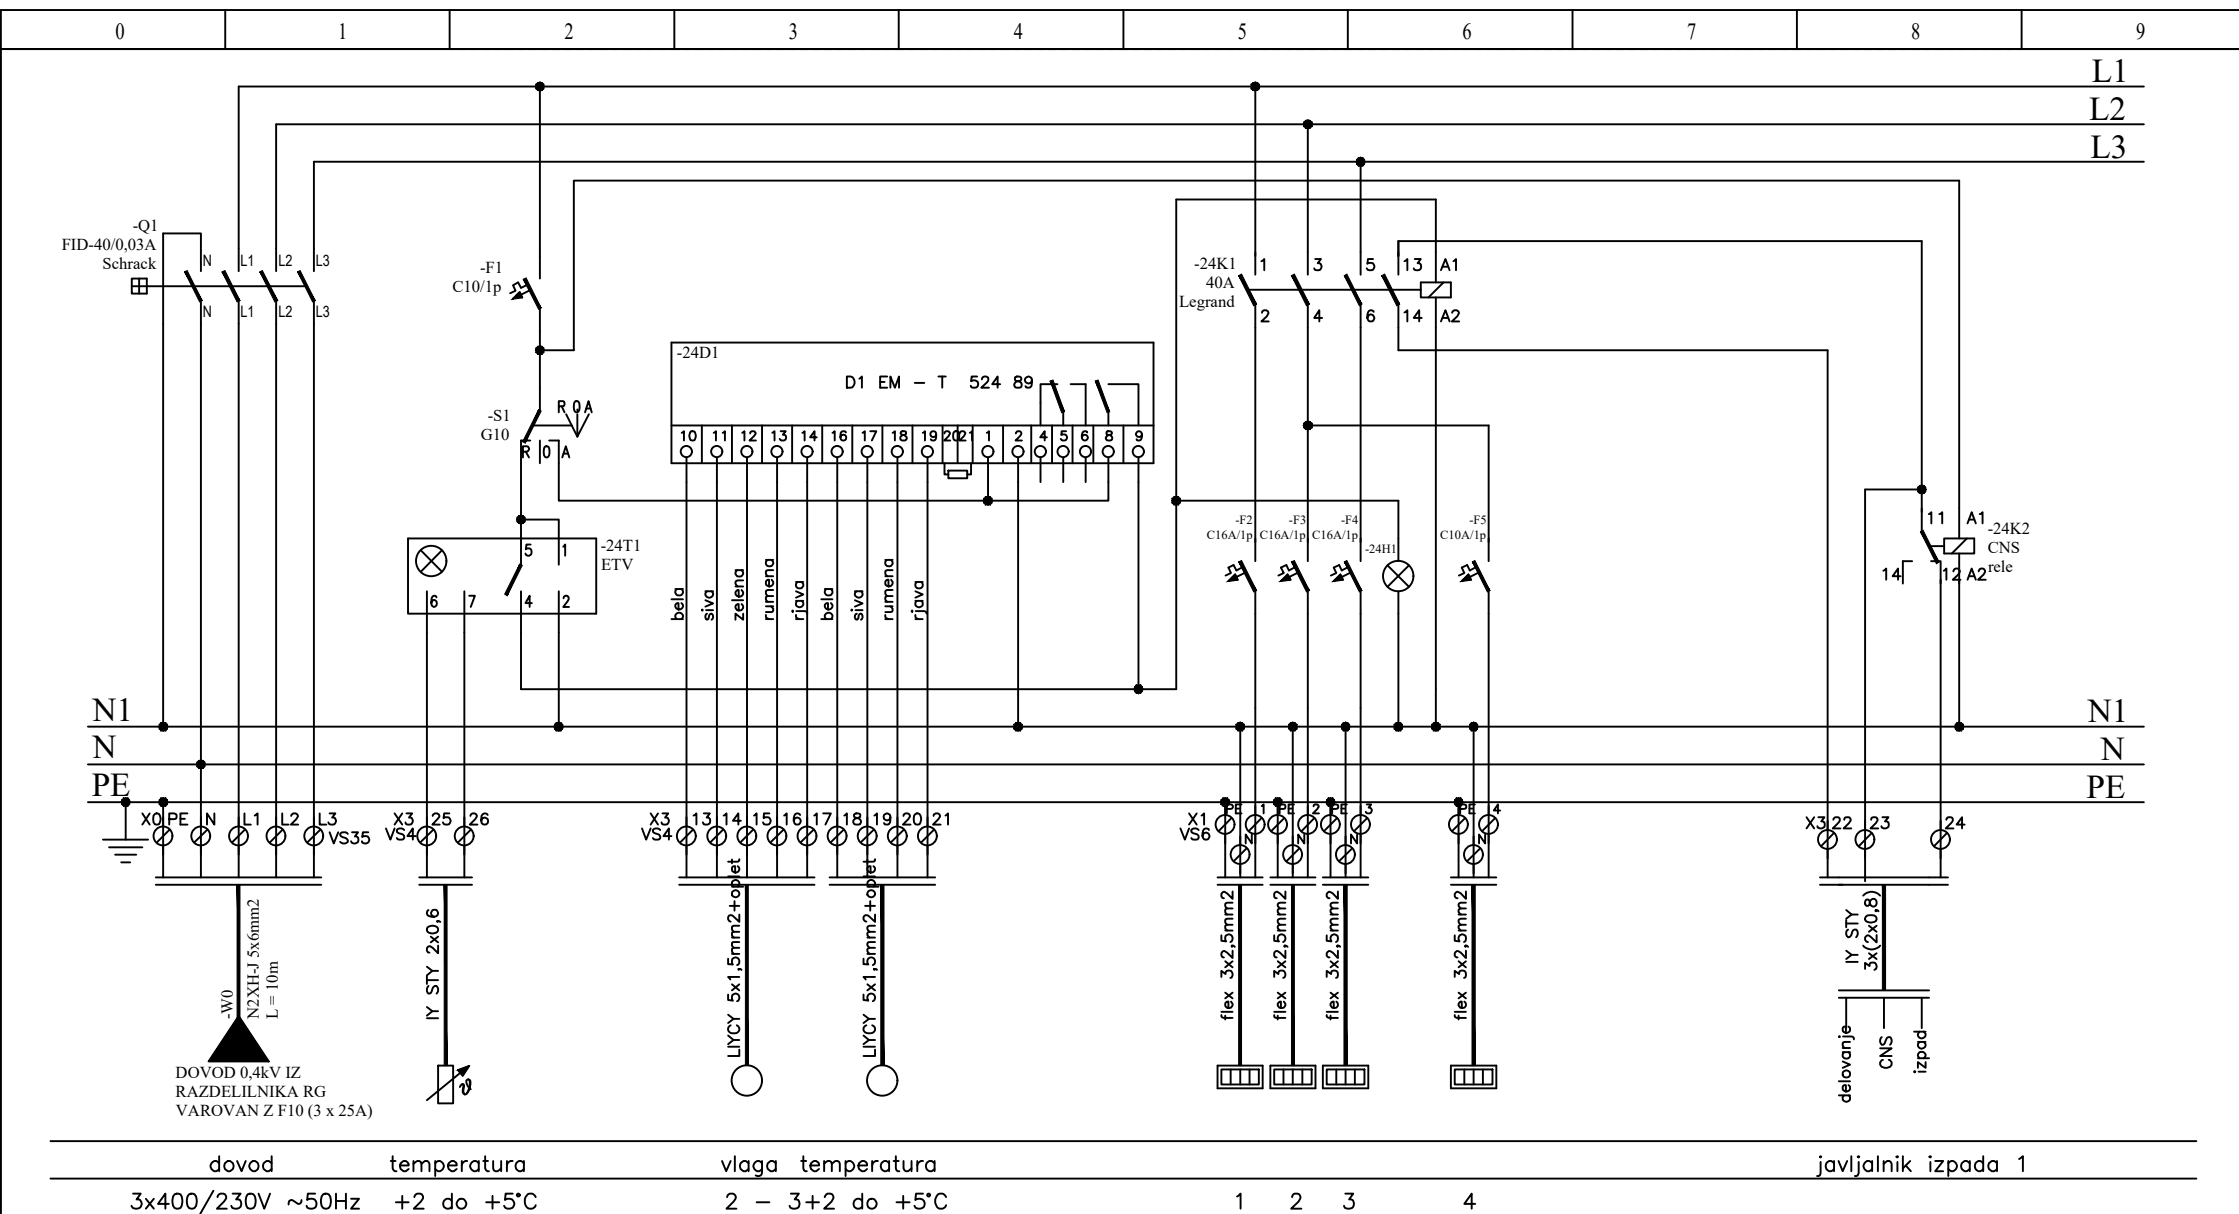 0 1 2 3 4 5 6 7 8 9
L1
L2
L3
-Q1
FID-40/0,03A
Schrack
N L1 L2 L3
N L1 L2 L3
-F1
C10/1p
-24K1
40A
Legrand
1 3 5 13 A1
2 4 6 14 A2
-24D1
D1 EM - T 524 89
-S1
G10
R 0 A
R 0 A
10 11 12 13 14 16 17 18 19 20 21 1 2 4 5 6 8 9
-24T1
ETV
5 1
6 7 4 2
bela
siva
zelena
rumena
rjava
bela
siva
rumena
rjava
-F2
C16A/1p
-F3
C16A/1p
-F4
C16A/1p
-24H1
-F5
C10A/1p
11 A1
-24K2
CNS
rele
14 12 A2
N1 N1
N N
PE PE
X0 PE N L1 L2 L3
VS35
X3 25 26
VS4
X3 13 14 15 16 17 18 19 20 21
VS4
X1
VS6
PE 1 PE 2 PE 3 PE 4
N N N N
X3 22 23 24
-W0
N2XH-J 5x6mm2
L = 10m
IY STY 2x0,6
LIYCY 5x1,5mm2+oplet
LIYCY 5x1,5mm2+oplet
flex 3x2,5mm2
flex 3x2,5mm2
flex 3x2,5mm2
flex 3x2,5mm2
IY STY
3x(2x0,8)
delovanje
CNS
izpad
ϑ
DOVOD 0,4kV IZ
RAZDELILNIKA RG
VAROVAN Z F10 (3 x 25A)
dovod temperatura vlaga temperatura javljalnik izpada 1
3x400/230V ~50Hz +2 do +5°C 2 - 3+2 do +5°C 1 2 3 4